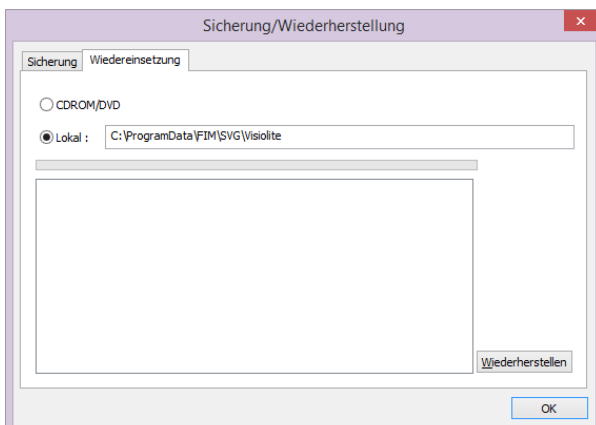 Sicherung/Wiederherstellung
Sicherung Wiedereinsetzung
CDROM/DVD
Lokal : C:\ProgramData\FIM\SVG\Visiolite
Wiederherstellen
OK